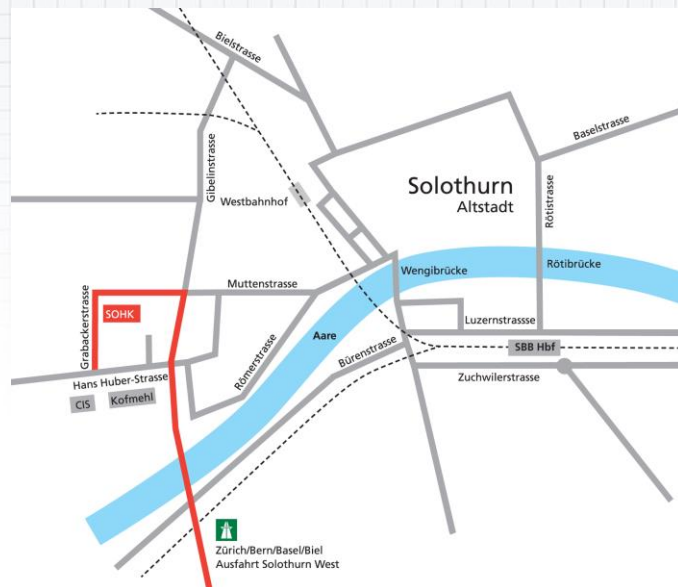 Bielstrasse
Baselstrasse
Gibelinstrasse
Westbahnhof
Solothurn
Altstadt
Rötistrasse
Wengibrücke
Rötibrücke
Muttenstrasse
Grabackerstrasse
SOHK
Luzernstrassse
Aare
Römerstrasse
Bürenstrasse
SBB Hbf
Zuchwilerstrasse
Hans Huber-Strasse
CIS
Kofmehl
Zürich/Bern/Basel/Biel
Ausfahrt Solothurn West